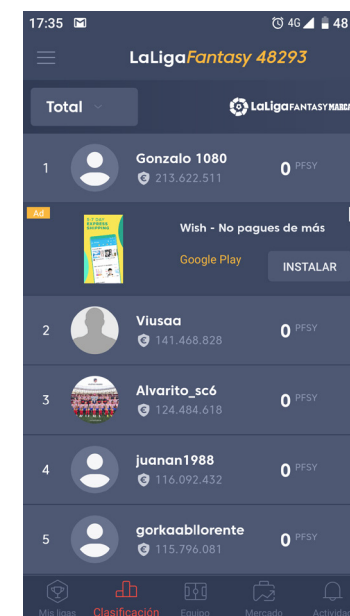 17:35 4G 48
LaLigaFantasy 48293
Total
LaLigaFANTASY MARCA
1 Gonzalo 1080 0 PFSY
213.622.511
Ad
Wish - No pagues de más
Google Play INSTALAR
2 Viusaa 0 PFSY
141.468.828
3 Alvarito_sc6 0 PFSY
124.484.618
4 juanan1988 0 PFSY
116.092.432
5 gorkaabllorente 0 PFSY
115.796.081
Mis ligas Clasificación Equipo Mercado Actividad